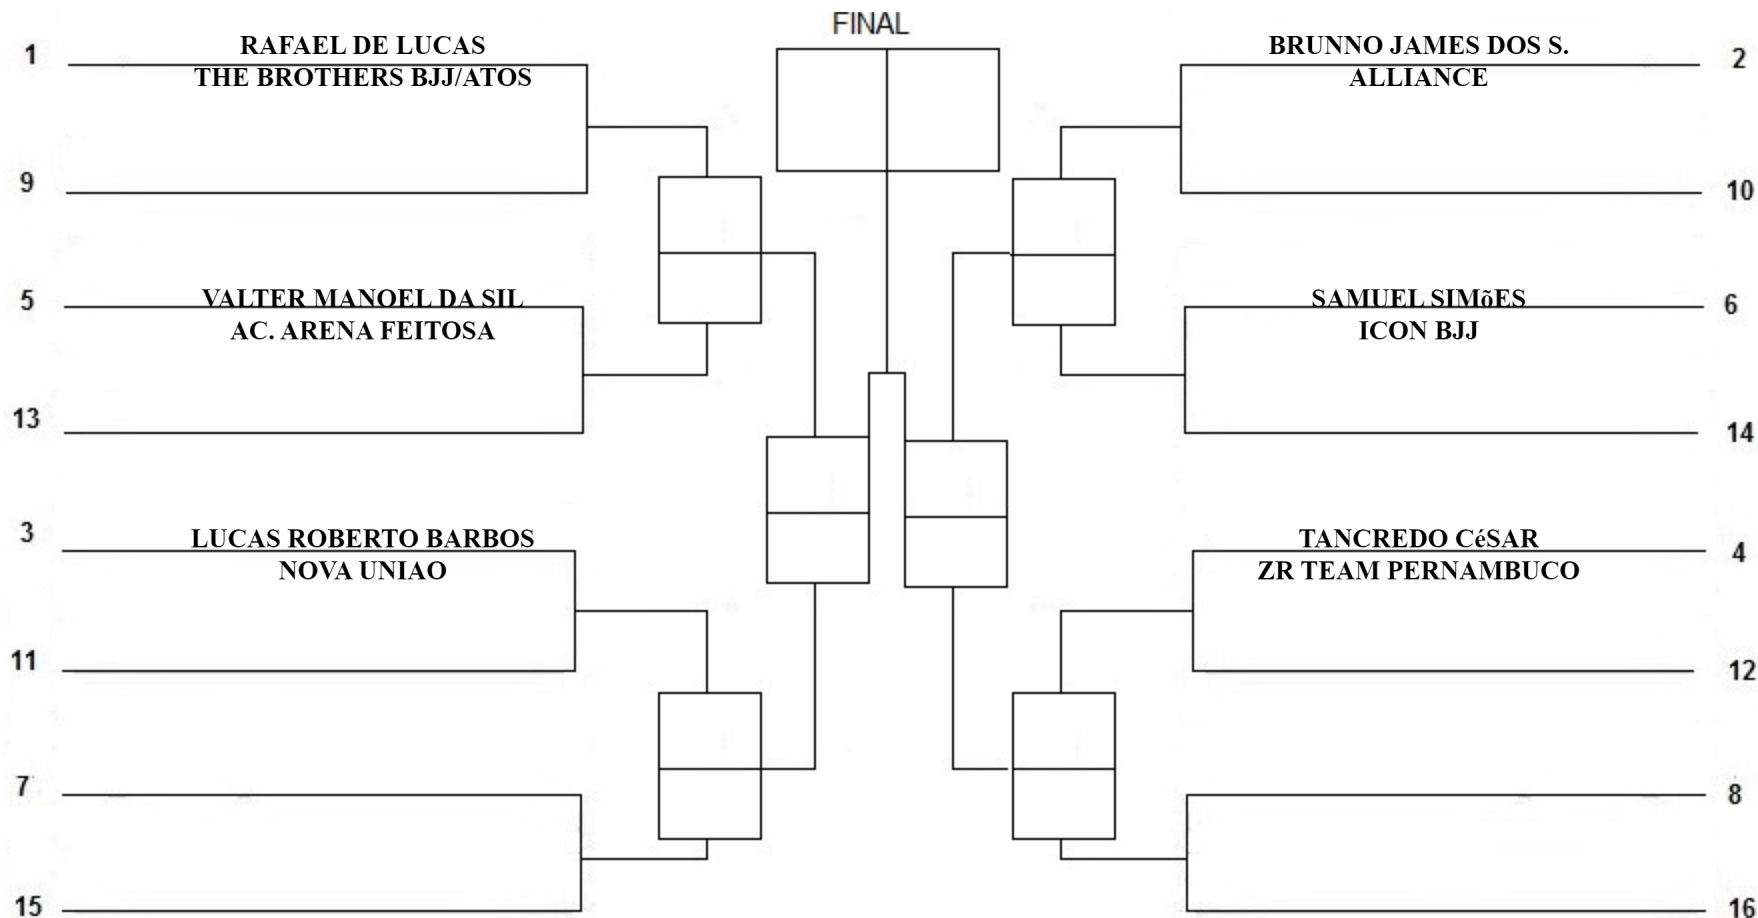 FINAL
1
RAFAEL DE LUCAS
THE BROTHERS BJJ/ATOS
9
5
VALTER MANOEL DA SIL
AC. ARENA FEITOSA
13
3
LUCAS ROBERTO BARBOS
NOVA UNIAO
11
7
15
BRUNNO JAMES DOS S.
ALLIANCE
2
10
SAMUEL SIMõES
ICON BJJ
6
14
TANCREDO CéSAR
ZR TEAM PERNAMBUCO
4
12
8
16